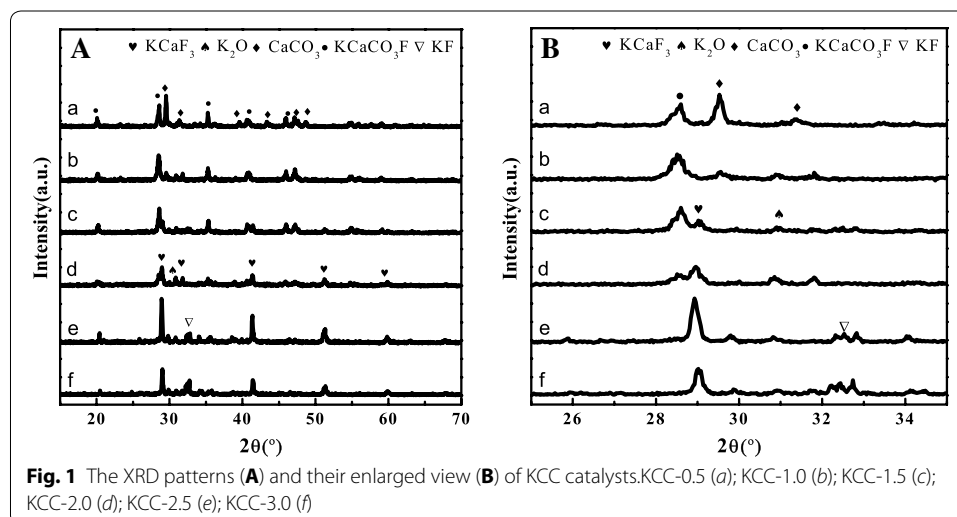 A
♥ KCaF₃ ♠ K₂O ♦ CaCO₃ • KCaCO₃F ▽ KF
a
b
c
d
e
f
Intensity(a.u.)
20 30 40 50 60 70
2θ(°)
B
♥ KCaF₃ ♠ K₂O ♦ CaCO₃ • KCaCO₃F ▽ KF
a
b
c
d
e
f
Intensity(a.u.)
26 28 30 32 34
2θ(°)
Fig. 1 The XRD patterns (A) and their enlarged view (B) of KCC catalysts.KCC-0.5 (a); KCC-1.0 (b); KCC-1.5 (c);
KCC-2.0 (d); KCC-2.5 (e); KCC-3.0 (f)